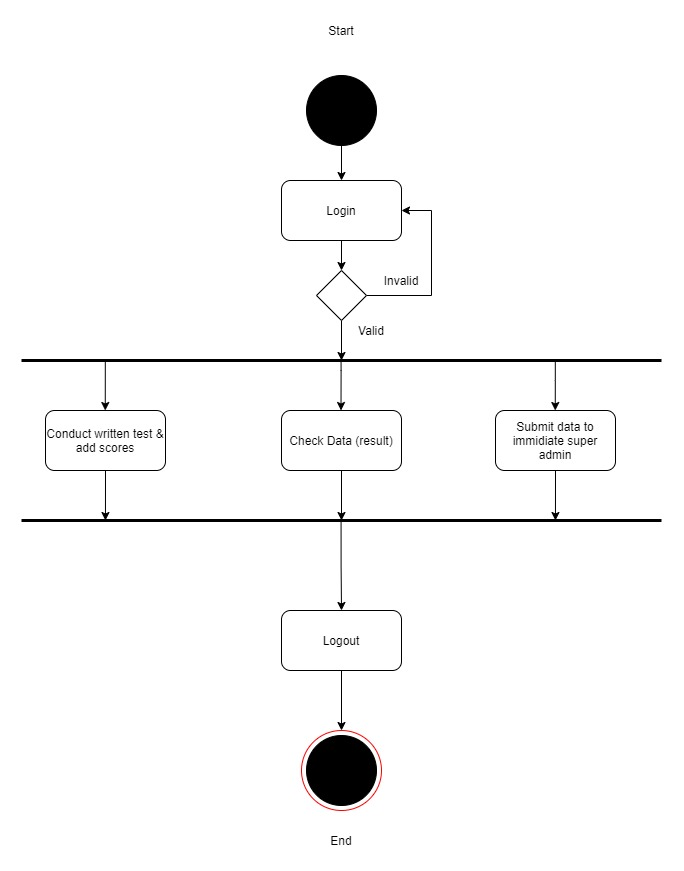 Start
Login
Invalid
Valid
Conduct written test &
add scores
Check Data (result)
Submit data to
immidiate super
admin
Logout
End